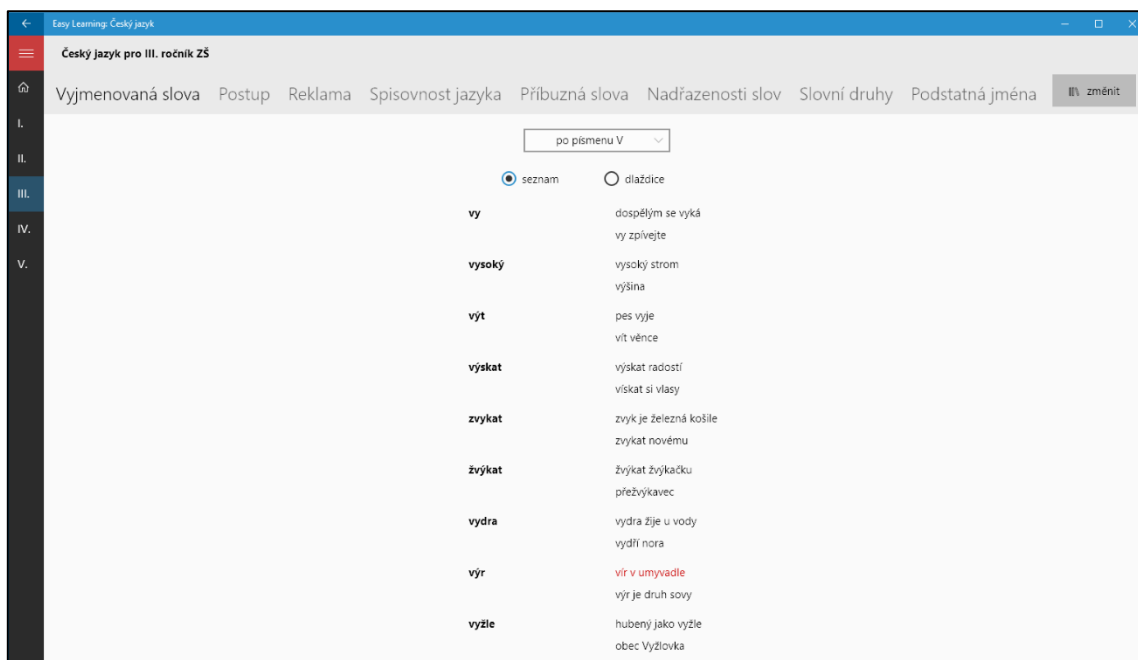 Easy Learning: Český jazyk
Český jazyk pro III. ročník ZŠ
Vyjmenovaná slova Postup Reklama Spisovnost jazyka Příbuzná slova Nadřazenosti slov Slovní druhy Podstatná jména změnit
I.
II.
III.
IV.
V.
po písmenu V
seznam dlaždice
vy dospělým se vyká
vy zpívejte
vysoký vysoký strom
výšina
výt pes vyje
vít věnce
výskat výskat radostí
vískat si vlasy
zvykat zvyk je železná košile
zvykat novému
žvýkat žvýkat žvýkačku
přežvýkavec
vydra vydra žije u vody
vydří nora
výr vír v umyvadle
výr je druh sovy
vyžle hubený jako vyžle
obec Vyžlovka